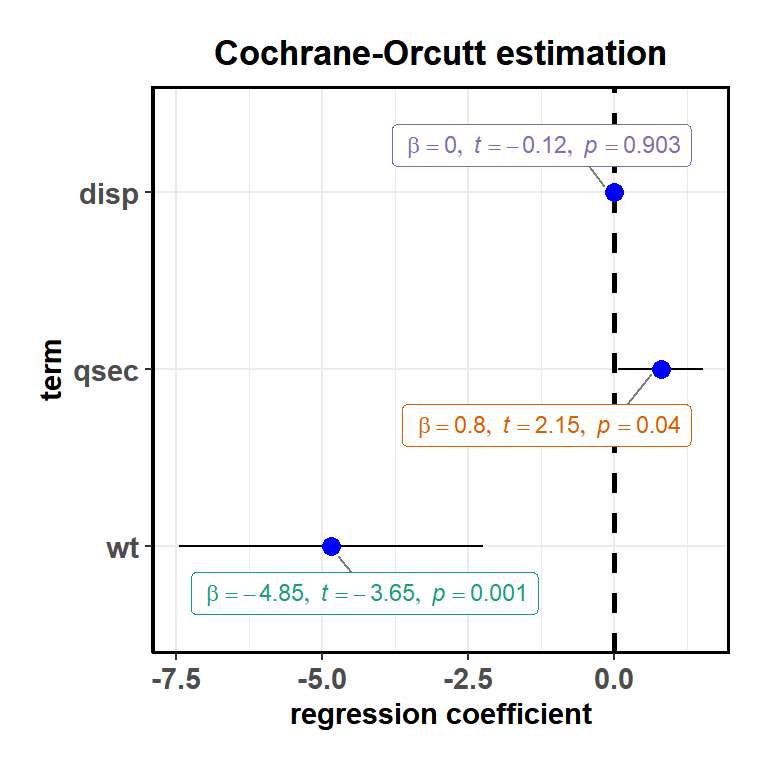 Cochrane-Orcutt estimation
β = 0, t = −0.12, p = 0.903
disp
term
qsec
β = 0.8, t = 2.15, p = 0.04
wt
β = −4.85, t = −3.65, p = 0.001
-7.5 -5.0 -2.5 0.0
regression coefficient